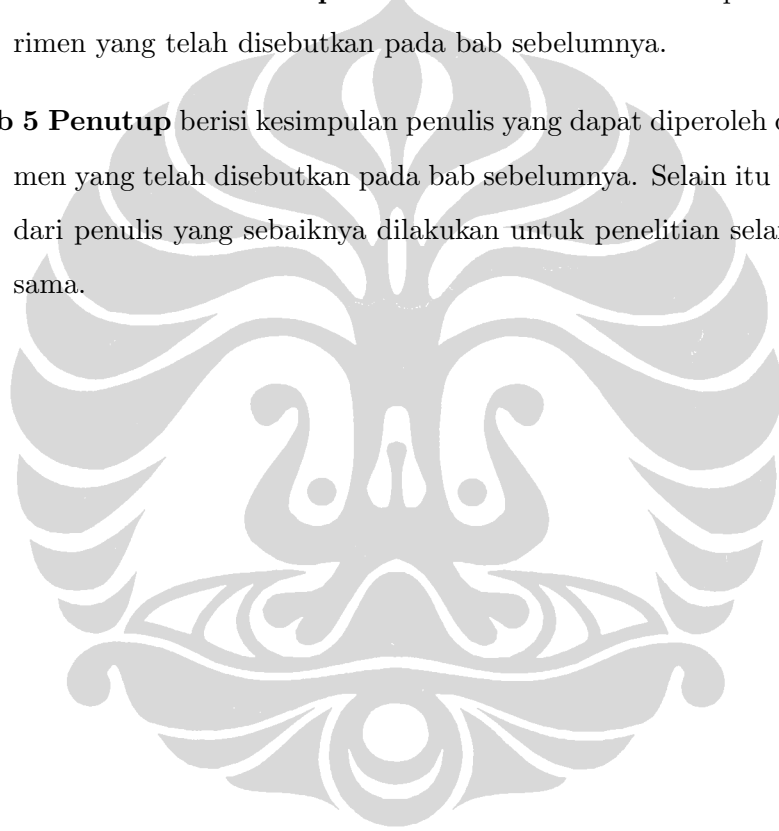 rimen yang telah disebutkan pada bab sebelumnya.
5 Penutup berisi kesimpulan penulis yang dapat diperoleh
men yang telah disebutkan pada bab sebelumnya. Selain itu
dari penulis yang sebaiknya dilakukan untuk penelitian
sama.